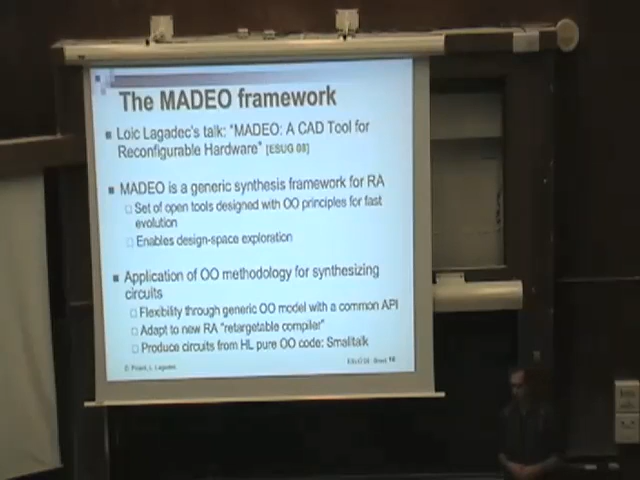 The MADEO framework
Loic Lagadec's talk: "MADEO: A CAD Tool for
Reconfigurable Hardware" [ESUG 08]
MADEO is a generic synthesis framework for RA
Set of open tools designed with OO principles for fast
evolution
Enables design-space exploration
Application of OO methodology for synthesizing
circuits
Flexibility through generic OO model with a common API
Adapt to new RA "retargetable compiler"
Produce circuits from HL pure OO code: Smalltalk
D. Picard, L. Lagadec